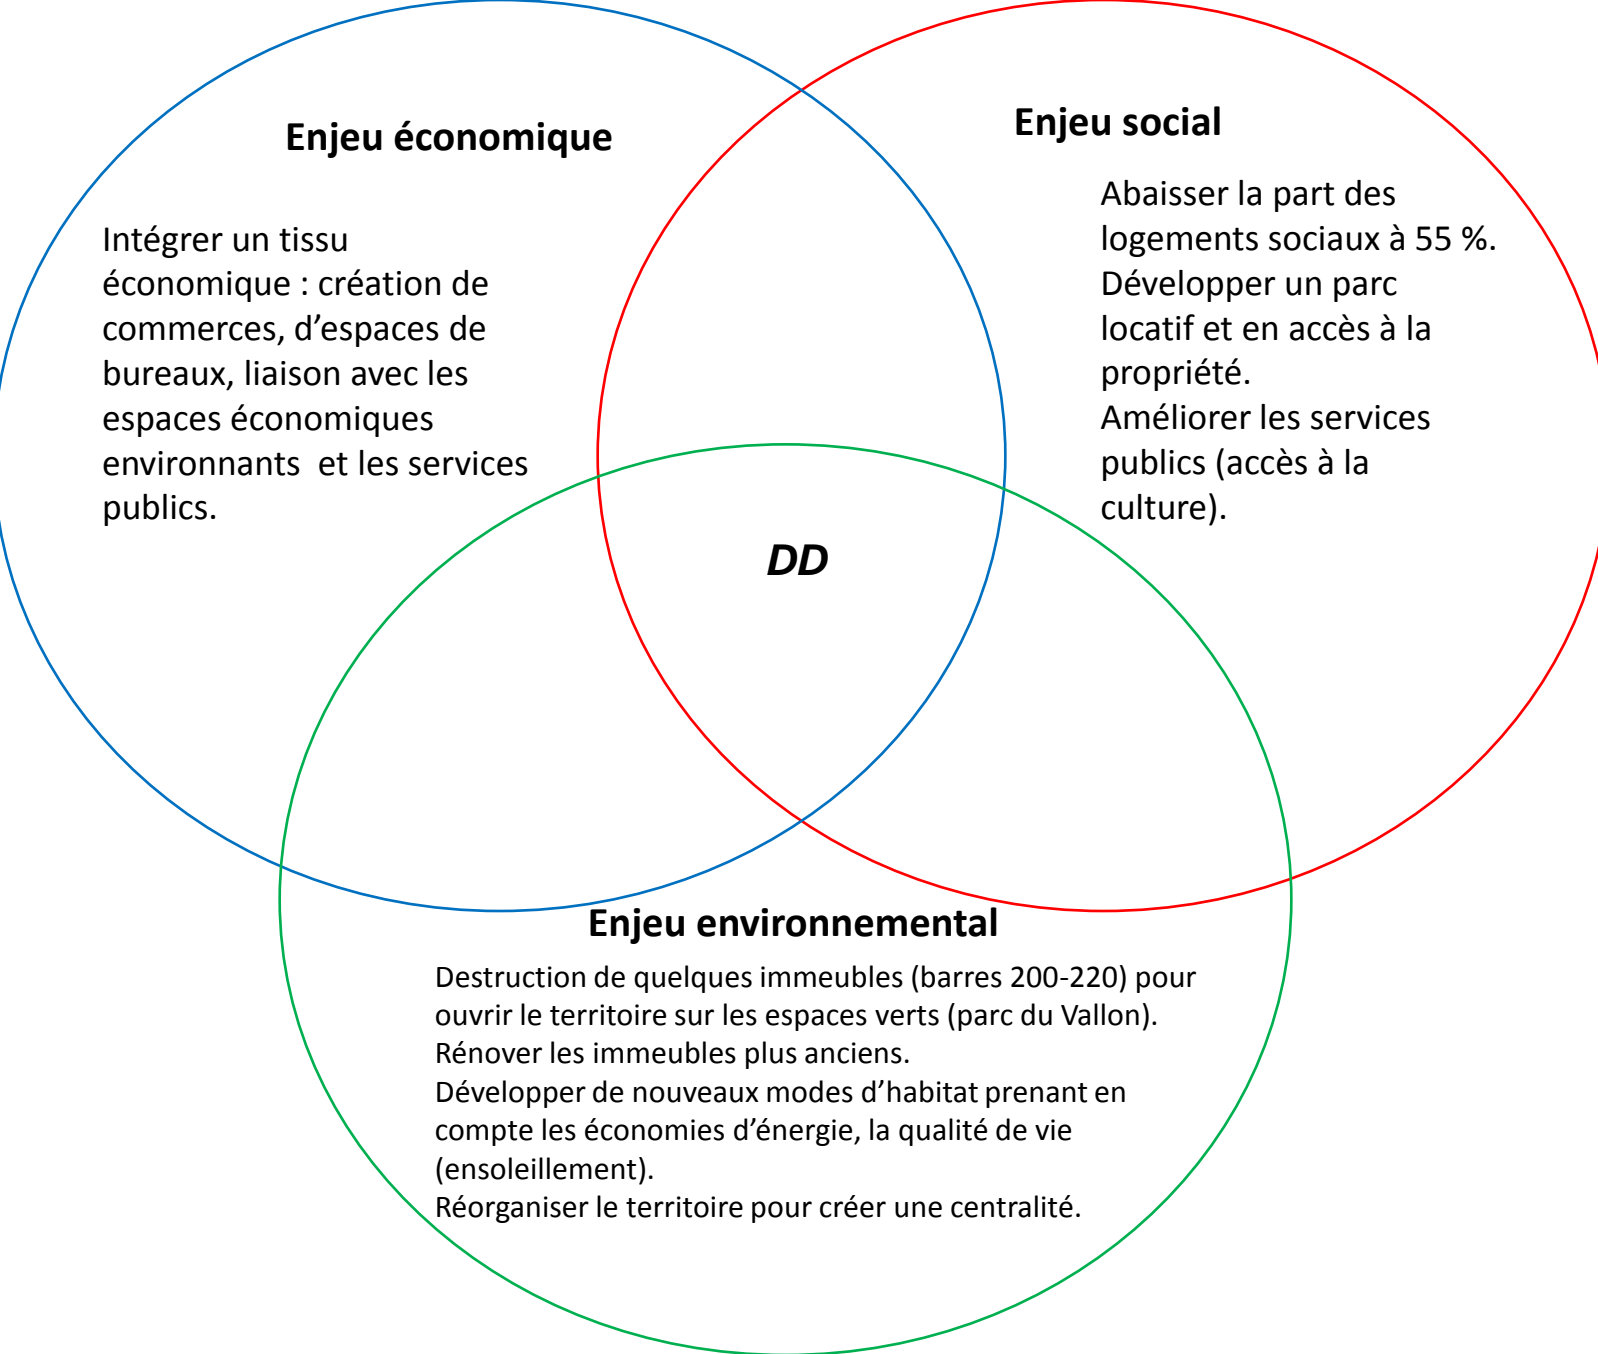 Enjeu économique
Intégrer un tissu
économique : création de
commerces, d’espaces de
bureaux, liaison avec les
espaces économiques
environnants  et les services
publics.
Enjeu social
Abaisser la part des
logements sociaux à 55 %.
Développer un parc
locatif et en accès à la
propriété.
Améliorer les services
publics (accès à la
culture).
DD
Enjeu environnemental
Destruction de quelques immeubles (barres 200-220) pour
ouvrir le territoire sur les espaces verts (parc du Vallon).
Rénover les immeubles plus anciens.
Développer de nouveaux modes d’habitat prenant en
compte les économies d’énergie, la qualité de vie
(ensoleillement).
Réorganiser le territoire pour créer une centralité.